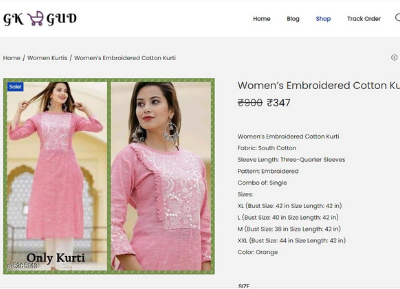 GK GUD
Home Blog Shop Track Order
Home / Women Kurtis / Women's Embroidered Cotton Kurti
Sale!
Only Kurti
Women's Embroidered Cotton Ku
₹900 ₹347
Women's Embroidered Cotton Kurti
Fabric: South Cotton
Sleeve Length: Three-Quarter Sleeves
Pattern: Embroidered
Combo of: Single
Sizes:
XL (Bust Size: 42 in Size Length: 42 in)
L (Bust Size: 40 in Size Length: 42 in)
M (Bust Size: 38 in Size Length: 42 in)
XXL (Bust Size: 44 in Size Length: 42 in)
Color: Orange
SIZE